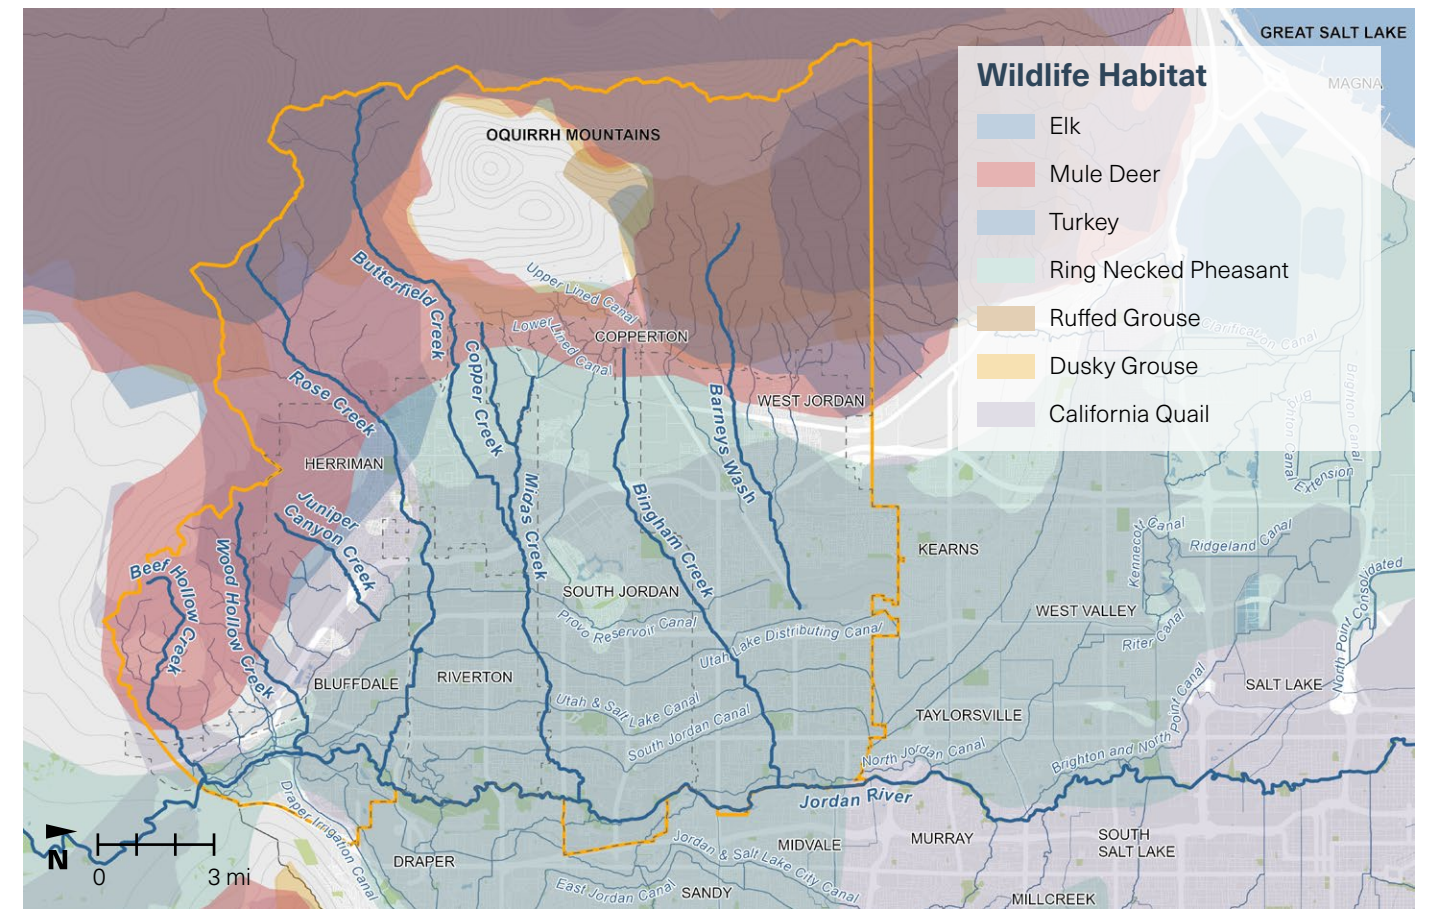 GREAT SALT LAKE
Wildlife Habitat
MAGNA
Elk
OQUIRRH MOUNTAINS
Mule Deer
Turkey
Butterfield Creek
Upper Lined Canal
Ring Necked Pheasant
Ruffed Grouse
Clarification Canal
Lower Lined Canal
COPPERTON
Copper Creek
Dusky Grouse
Rose Creek
Barneys Wash
WEST JORDAN
California Quail
Brighton Canal
Brighton Canal
Extension
HERRIMAN
Juniper
Canyon Creek
Midas Creek
Bingham Creek
Kennecott Canal
Ridgeland Canal
KEARNS
Beef Hollow
Creek
Wood Hollow Creek
SOUTH JORDAN
Provo Reservoir Canal
Utah Lake Distributing Canal
WEST VALLEY
Riter Canal
North Point Consolidated
BLUFFDALE
RIVERTON
Utah & Salt Lake Canal
South Jordan Canal
TAYLORSVILLE
SALT LAKE
North Jordan Canal
Brighton and North Point Canal
Jordan River
Draper Irrigation Canal
N
0
3 mi
DRAPER
Jordan & Salt Lake City Canal
MIDVALE
MURRAY
SOUTH
SALT LAKE
East Jordan Canal
SANDY
MILLCREEK